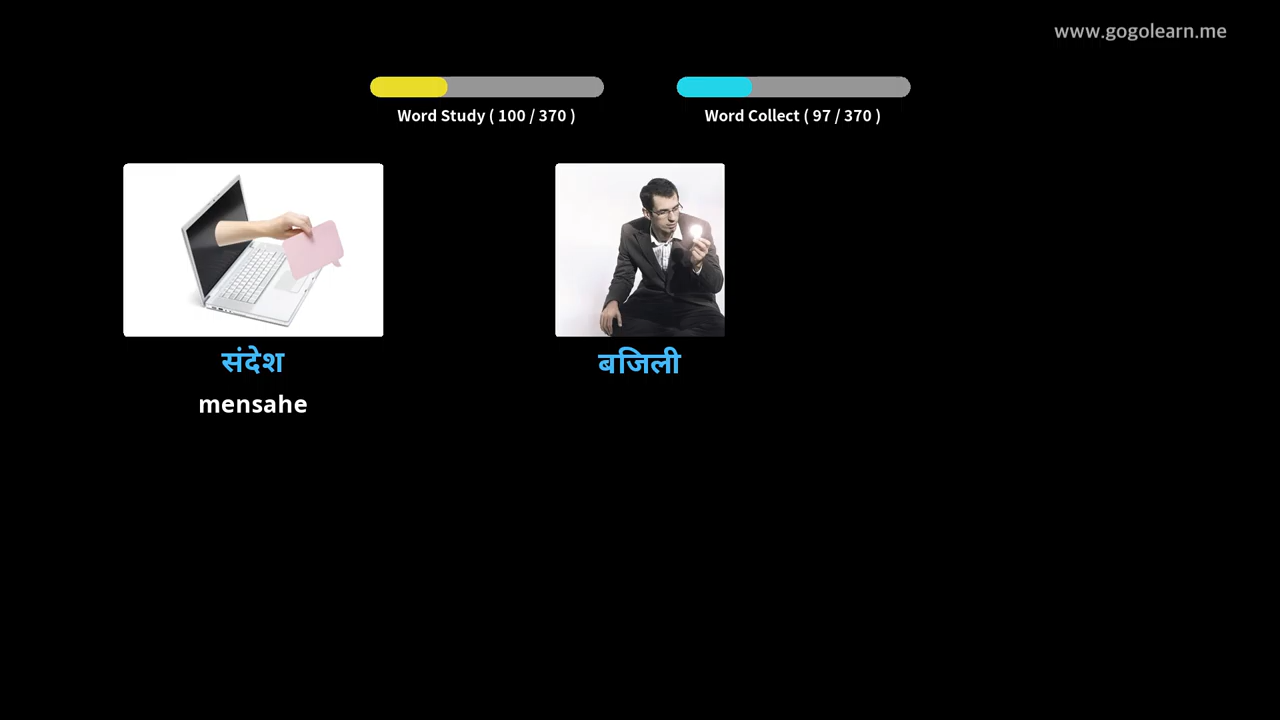 www.gogolearn.me
Word Study ( 100 / 370 )
Word Collect ( 97 / 370 )
संदेश
बजिली
mensahe